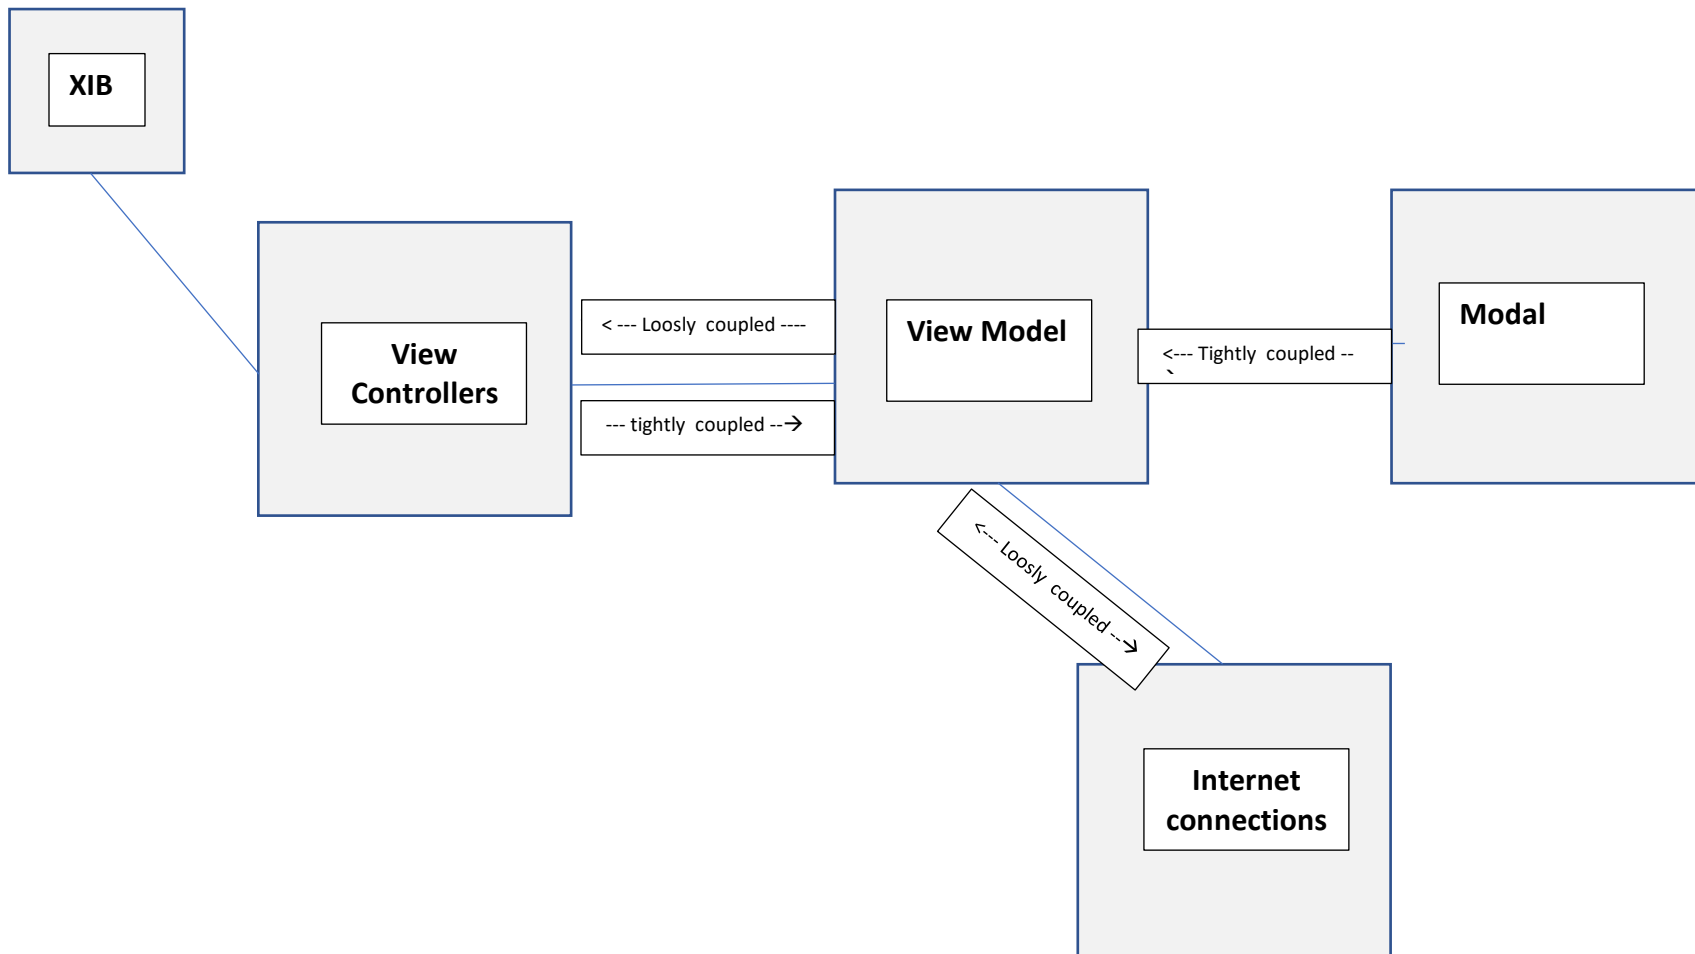 XIB
View
Controllers
< --- Loosly  coupled ----
--- tightly  coupled --→
View Model
<--- Tightly  coupled --
Modal
<--- Loosly  coupled --→
Internet
connections